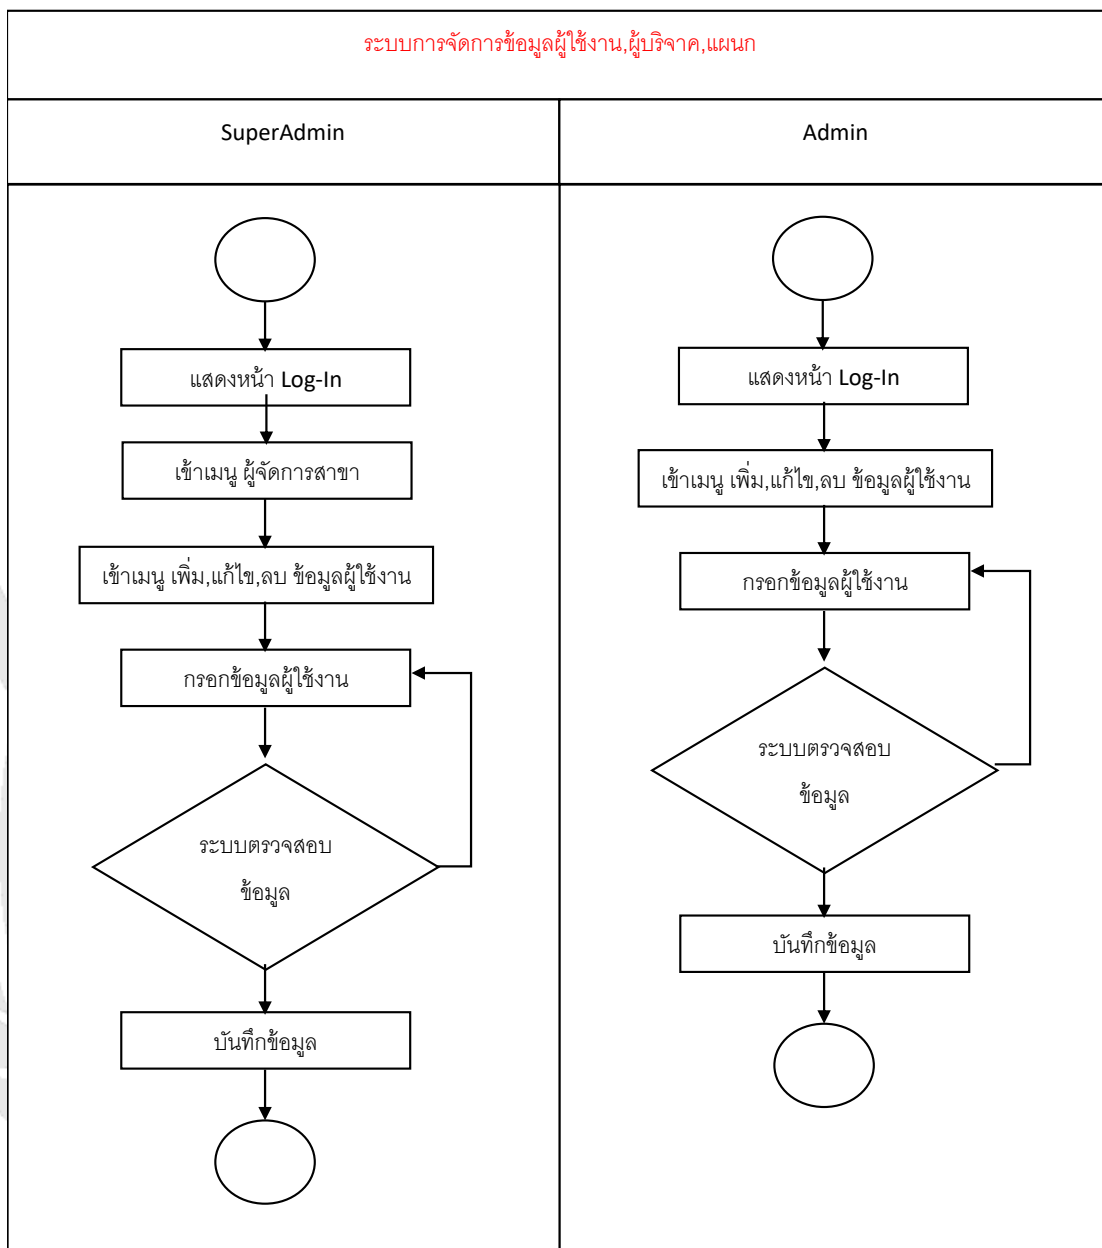 ระบบการจัดการข้อมูลผู้ใช้งาน,ผู้บริจาค,แผนก
SuperAdmin
Admin
แสดงหน้า Log-In
เข้าเมนู ผู้จัดการสาขา
เข้าเมนู เพิ่ม,แก้ไข,ลบ ข้อมูลผู้ใช้งาน
กรอกข้อมูลผู้ใช้งาน
ระบบตรวจสอบ
ข้อมูล
บันทึกข้อมูล
แสดงหน้า Log-In
เข้าเมนู เพิ่ม,แก้ไข,ลบ ข้อมูลผู้ใช้งาน
กรอกข้อมูลผู้ใช้งาน
ระบบตรวจสอบ
ข้อมูล
บันทึกข้อมูล